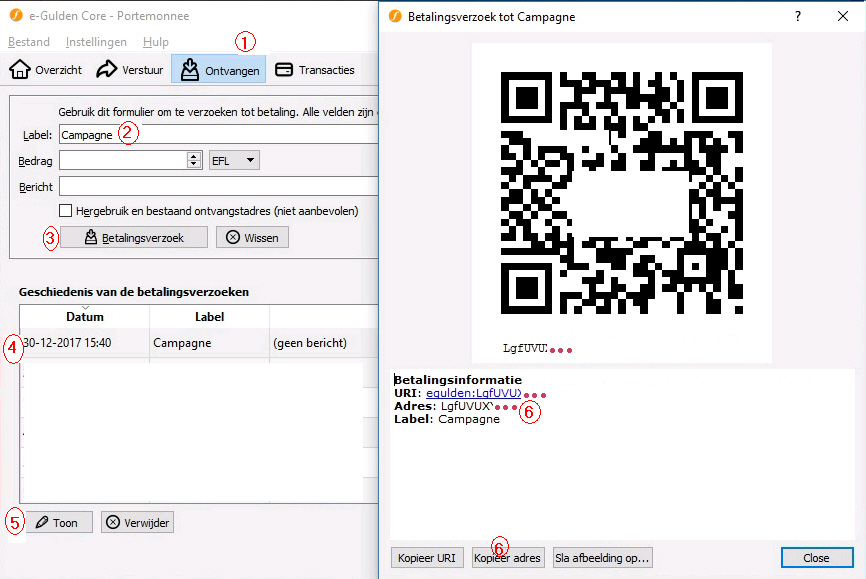 e-Gulden Core - Portemonnee
Bestand Instellingen Hulp
1
Overzicht Verstuur Ontvangen Transacties
Gebruik dit formulier om te verzoeken tot betaling. Alle velden zijn
Label: Campagne 2
Bedrag EFL
Bericht
Hergebruik en bestaand ontvangstadres (niet aanbevolen)
3 Betalingsverzoek Wissen
Geschiedenis van de betalingsverzoeken
Datum Label
4 30-12-2017 15:40 Campagne (geen bericht)
5 Toon Verwijder
Betalingsverzoek tot Campagne ?
LgfUVU
Betalingsinformatie
URI: egulden:LgfUVU
Adres: LgfUVUX 6
Label: Campagne
6
Kopieer URI Kopieer adres Sla afbeelding op... Close